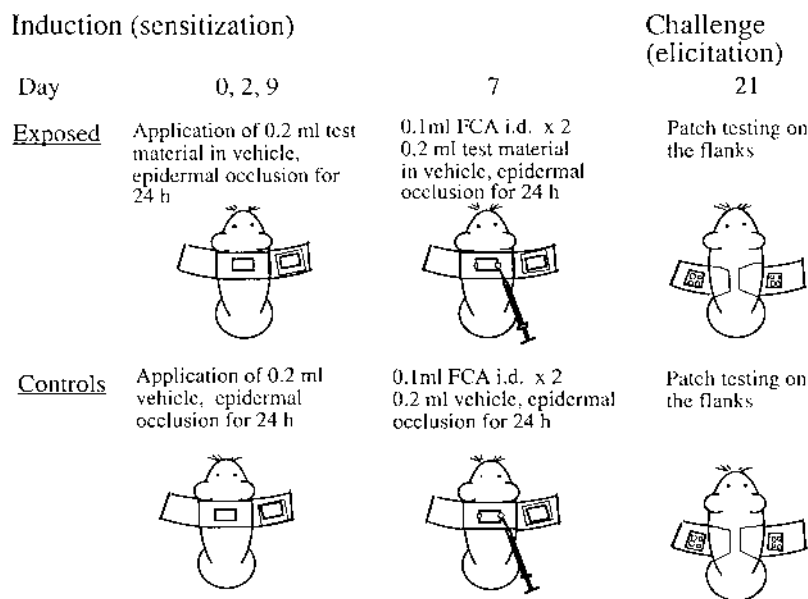 Induction (sensitization)
Challenge
(elicitation)
Day
0, 2, 9
7
21
Exposed
Application of 0.2 ml test
material in vehicle,
epidermal occlusion for
24 h
0.1ml FCA i.d. x 2
0.2 ml test material
in vehicle, epidermal
occlusion for 24 h
Patch testing on
the flanks
Controls
Application of 0.2 ml
vehicle, epidermal
occlusion for 24 h
0.1ml FCA i.d. x 2
0.2 ml vehicle, epidermal
occlusion for 24 h
Patch testing on
the flanks